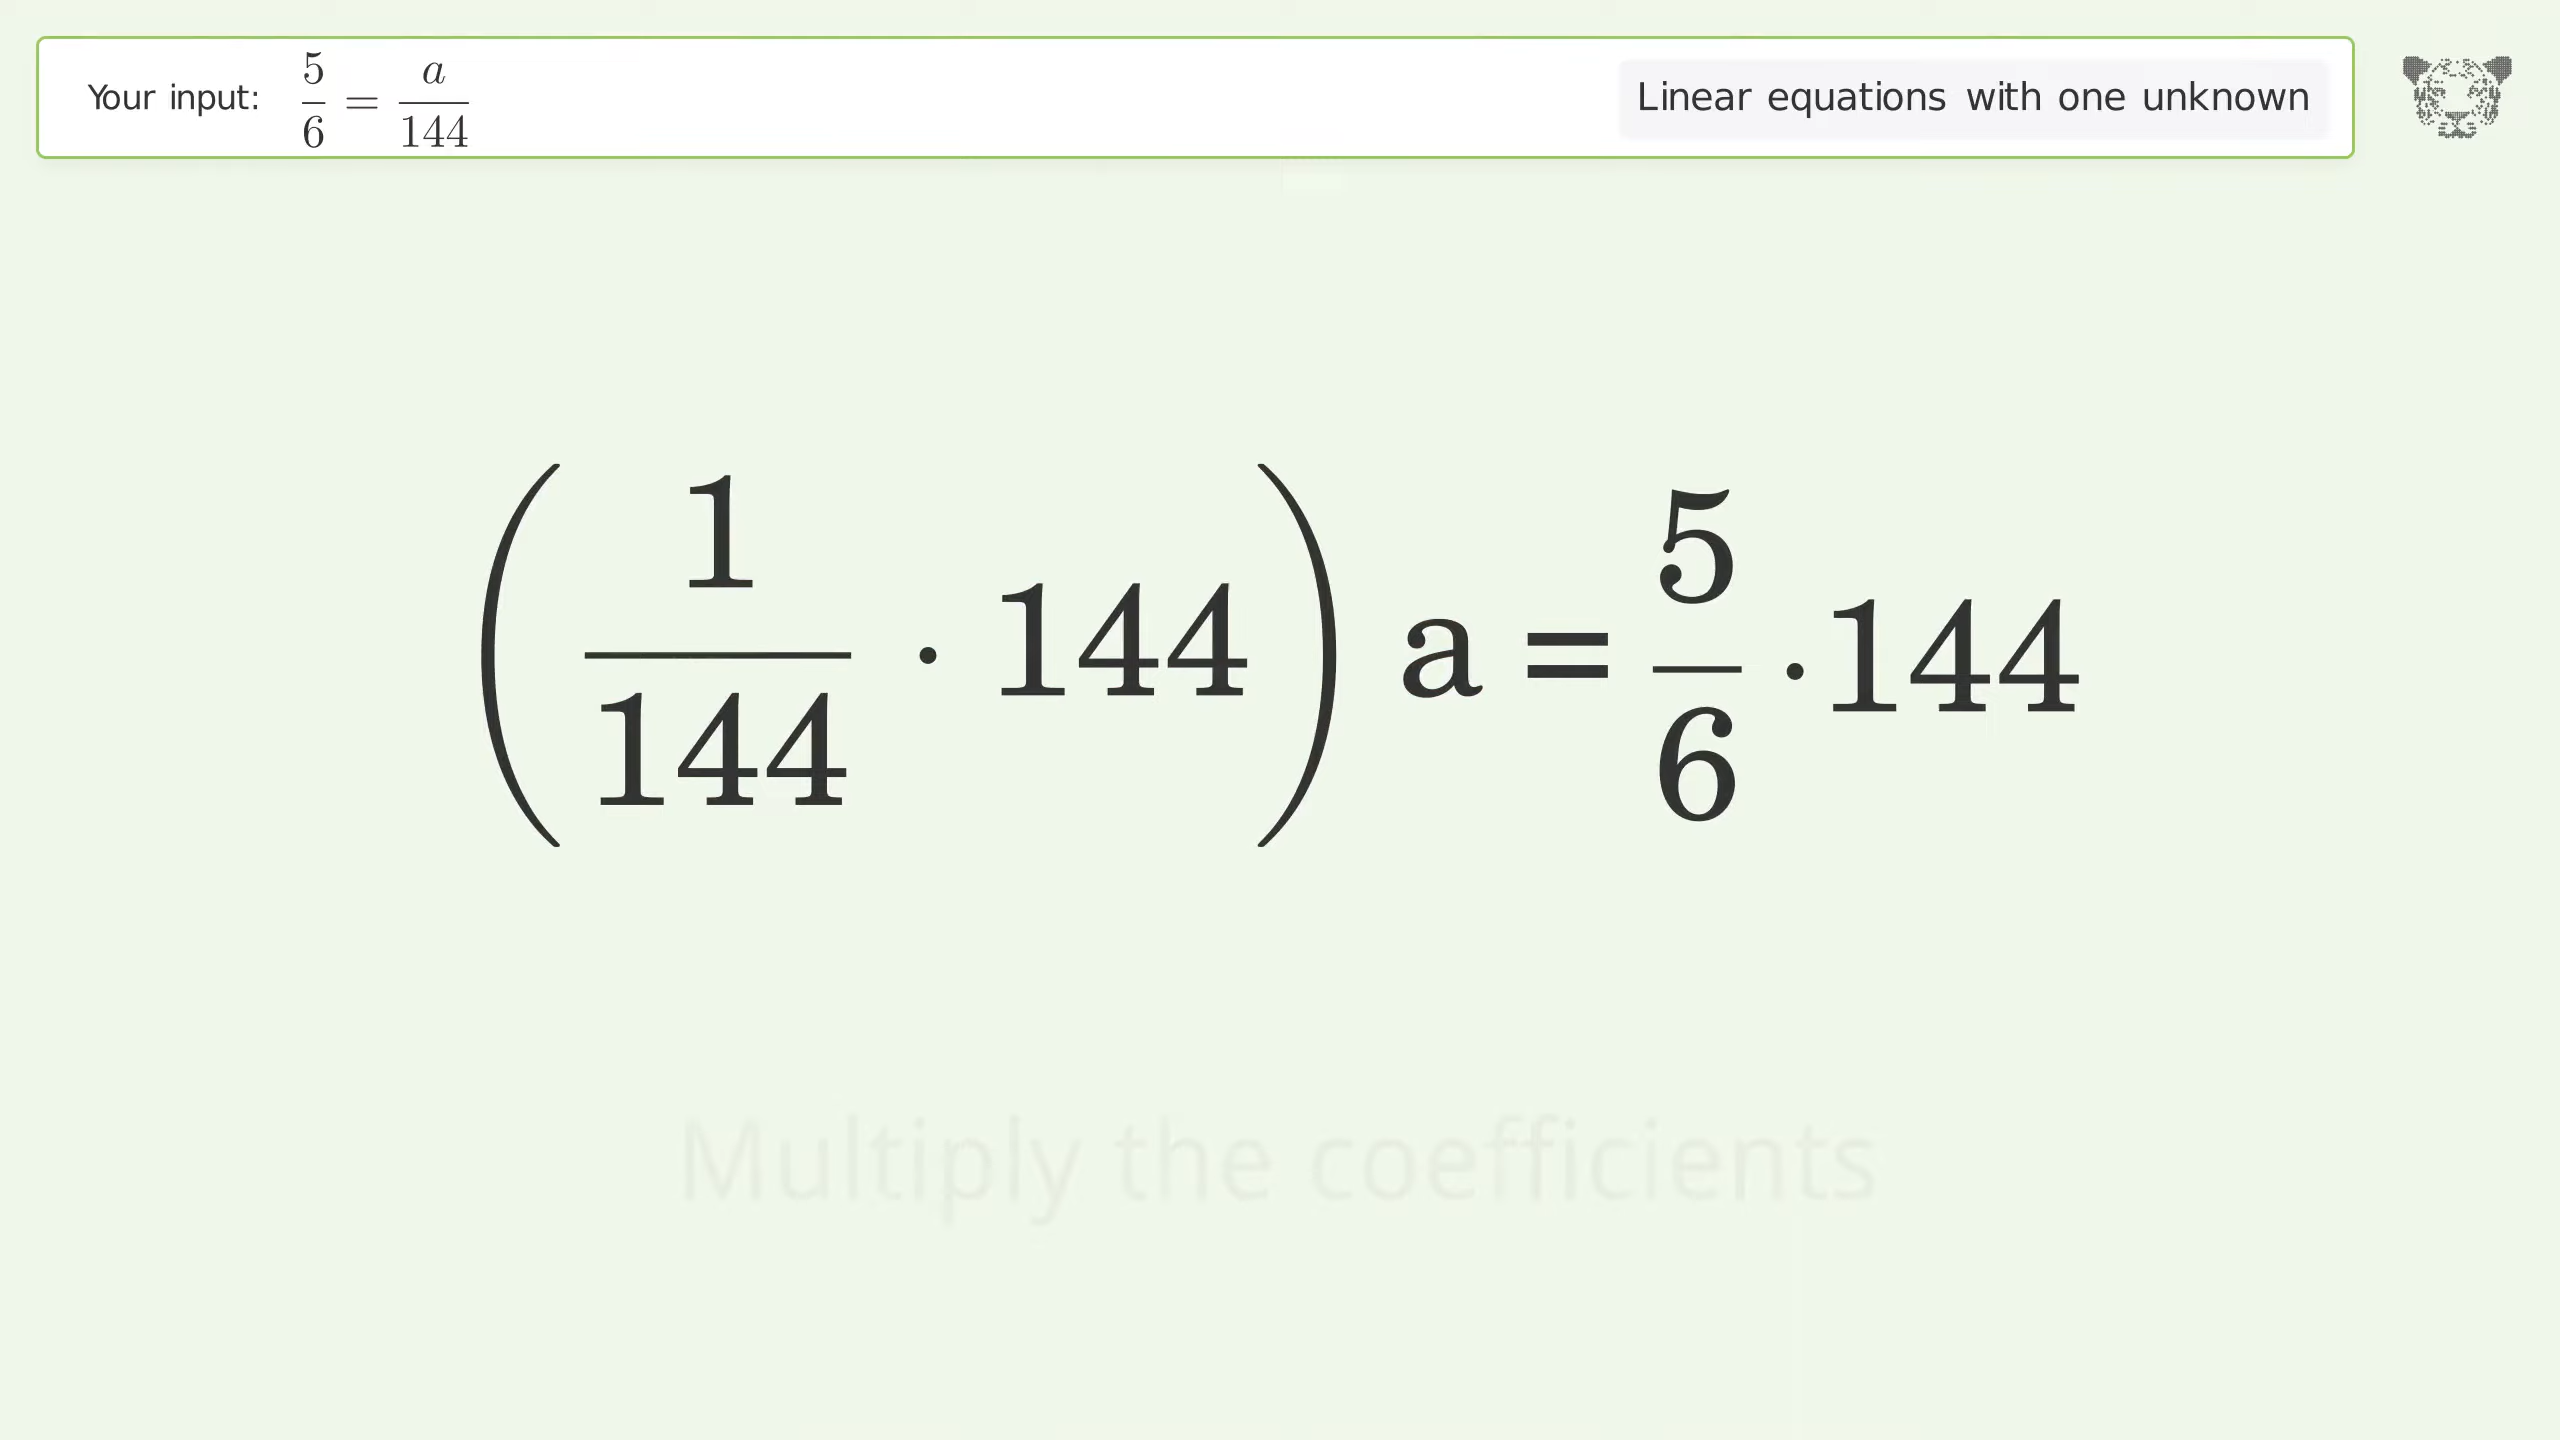 Your input: 5/6 = a/144
Linear equations with one unknown
(1/144 · 144) a = 5/6 · 144
Multiply the coefficients